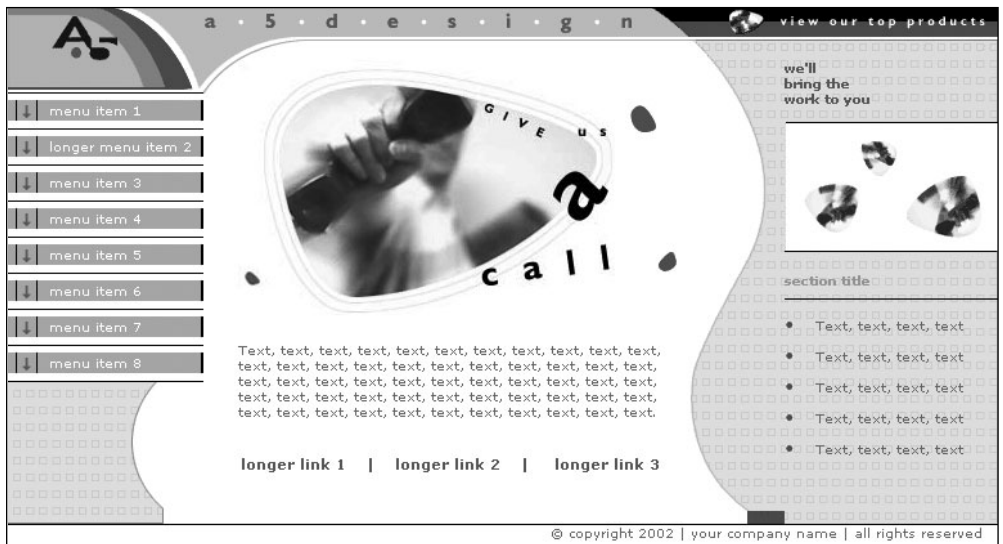 A5
a · 5 · d · e · s · i · g · n
view our top products
menu item 1
longer menu item 2
menu item 3
menu item 4
menu item 5
menu item 6
menu item 7
menu item 8
GIVE us
a
call
Text, text, text, text, text, text, text, text, text, text, text,
text, text, text, text, text, text, text, text, text, text, text,
text, text, text, text, text, text, text, text, text, text, text,
text, text, text, text, text, text, text, text, text, text, text,
text, text, text, text, text, text, text, text, text, text, text.
longer link 1 | longer link 2 | longer link 3
we'll
bring the
work to you
section title
• Text, text, text, text
• Text, text, text, text
• Text, text, text, text
• Text, text, text, text
• Text, text, text, text
© copyright 2002 | your company name | all rights reserved